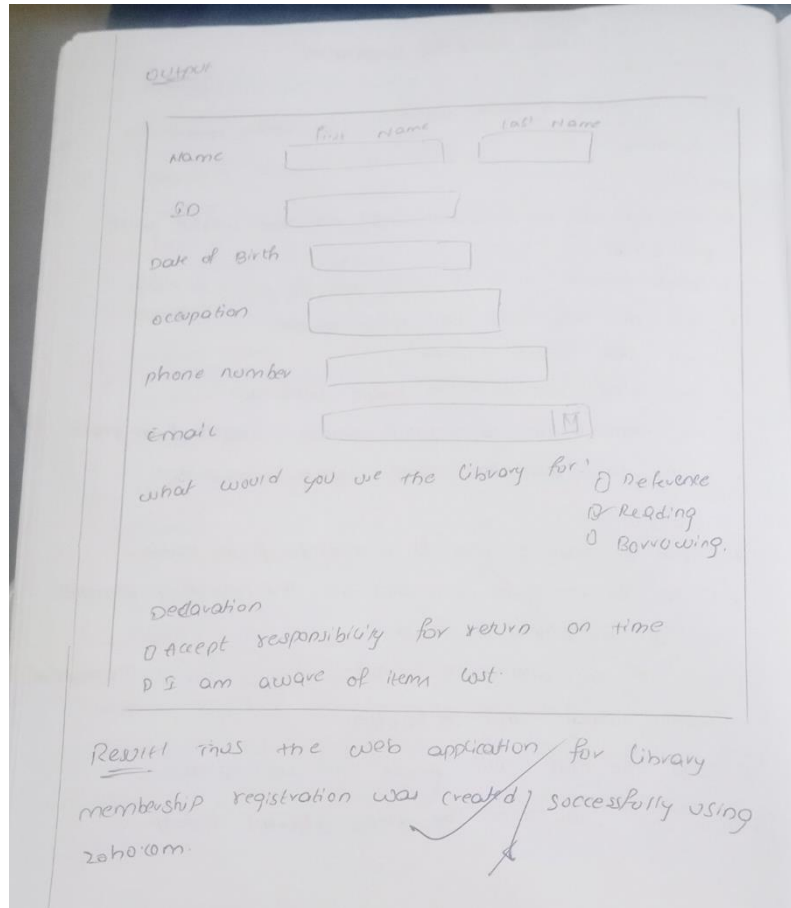 OUTPUT
First Name Last Name
Name
ID
Date of Birth
occupation
phone number
Email M
what would you use the library for?
Reference
Reading
Borrowing.
Declaration
Accept responsibility for return on time
I am aware of items lost.
Result Thus the web application for library
membership registration was created successfully using
zoho.com.